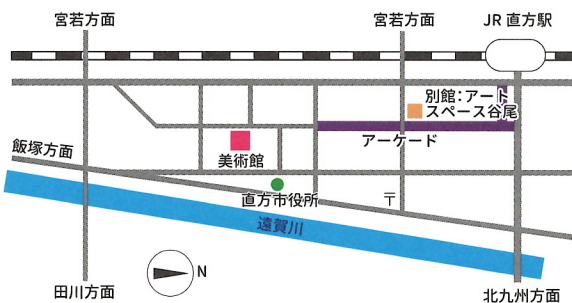 宮若方面
宮若方面
JR 直方駅
別館：アート
スペース谷尾
アーケード
美術館
飯塚方面
直方市役所
〒
遠賀川
N
田川方面
北九州方面